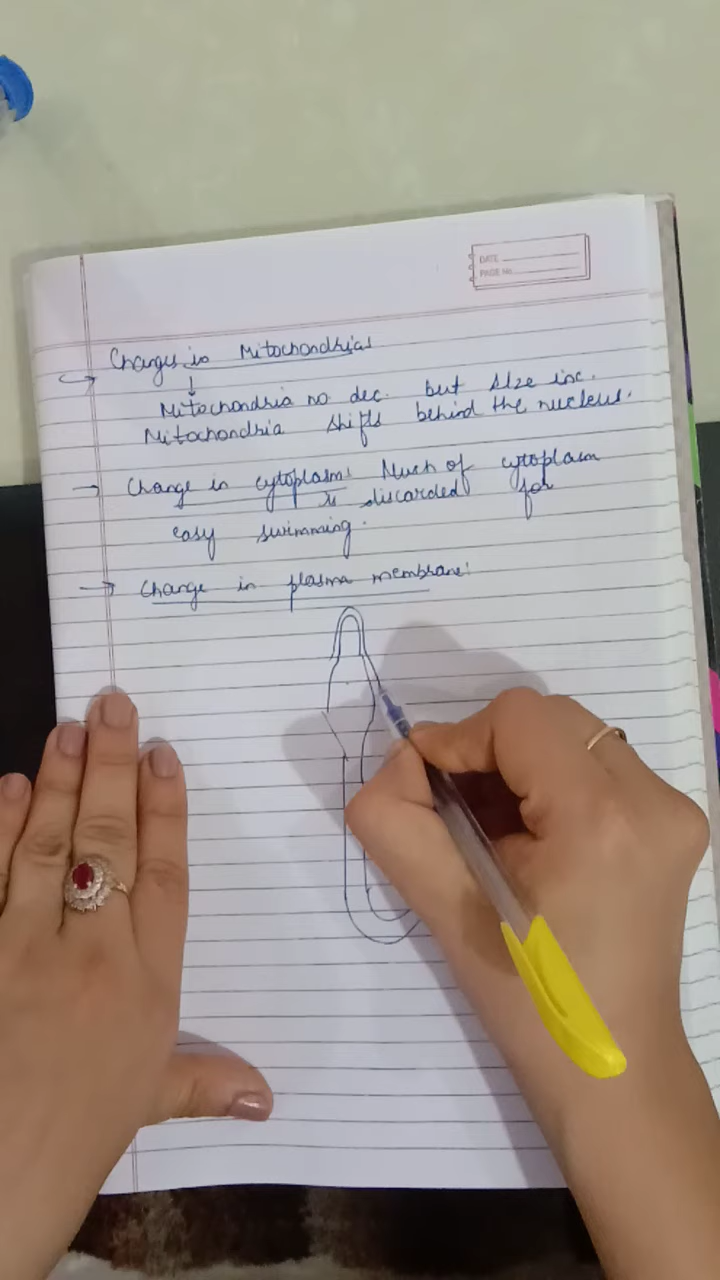 DATE
PAGE No.
Changes in Mitochondrias
Mitochondria no dec. but size inc.
Mitochondria shifts behind the nucleus.
Change in cytoplasm: Much of cytoplasm
is discarded for
easy swimming.
Change in plasma membrane: